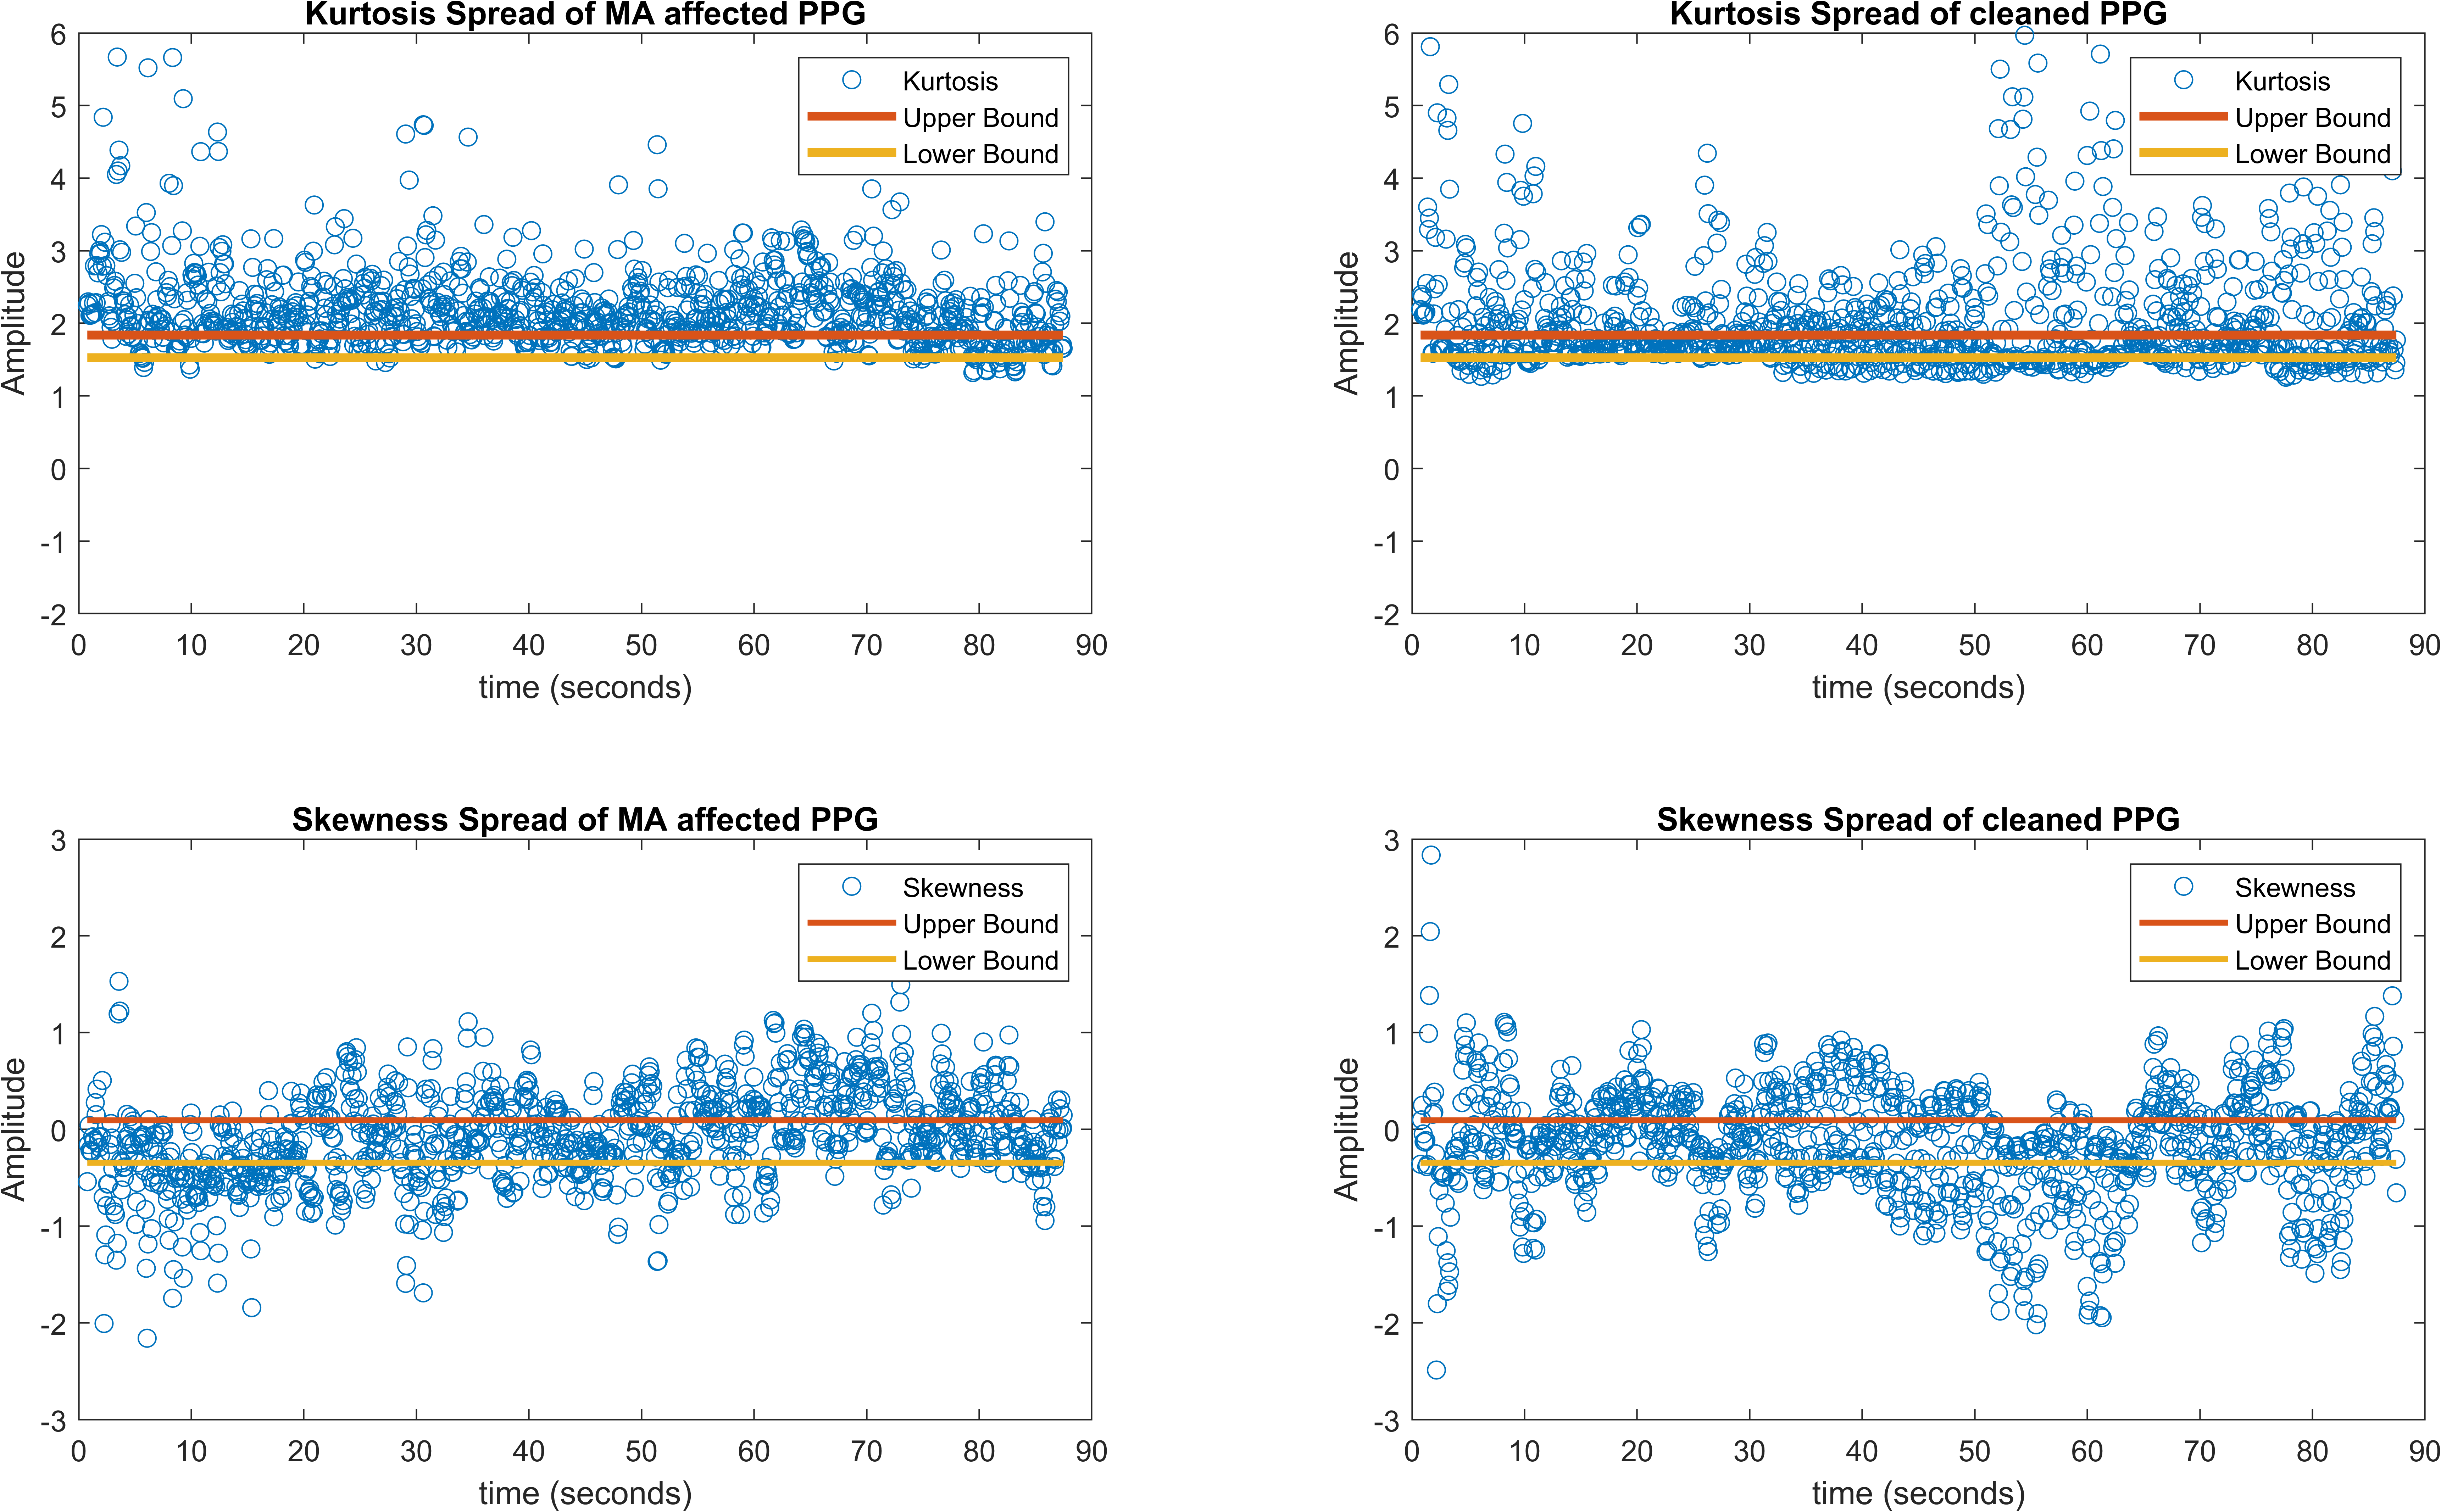 Kurtosis Spread of MA affected PPG
6
5
4
3
2
1
0
-1
-2
Amplitude
Kurtosis
Upper Bound
Lower Bound
0 10 20 30 40 50 60 70 80 90
time (seconds)
Kurtosis Spread of cleaned PPG
6
5
4
3
2
1
0
-1
-2
Amplitude
Kurtosis
Upper Bound
Lower Bound
0 10 20 30 40 50 60 70 80 90
time (seconds)
Skewness Spread of MA affected PPG
3
2
1
0
-1
-2
-3
Amplitude
Skewness
Upper Bound
Lower Bound
0 10 20 30 40 50 60 70 80 90
time (seconds)
Skewness Spread of cleaned PPG
3
2
1
0
-1
-2
-3
Amplitude
Skewness
Upper Bound
Lower Bound
0 10 20 30 40 50 60 70 80 90
time (seconds)